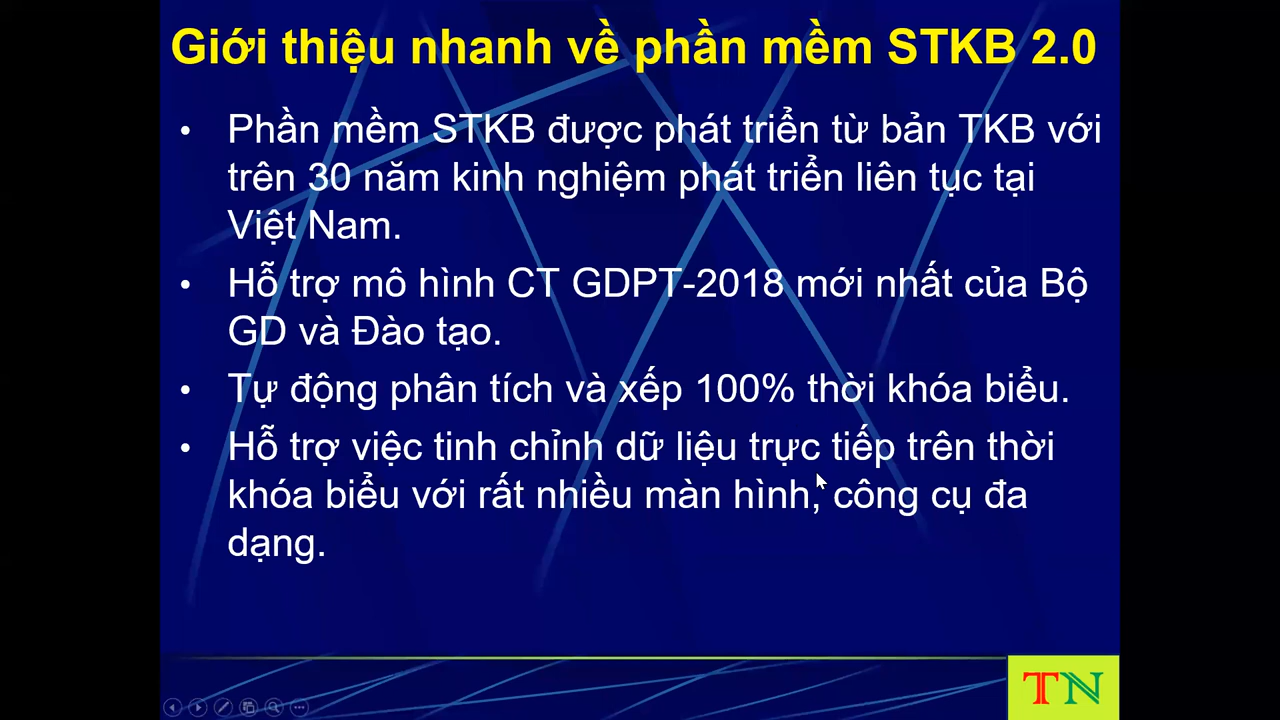 Giới thiệu nhanh về phần mềm STKB 2.0
• Phần mềm STKB được phát triển từ bản TKB với
trên 30 năm kinh nghiệm phát triển liên tục tại
Việt Nam.
• Hỗ trợ mô hình CT GDPT-2018 mới nhất của Bộ
GD và Đào tạo.
• Tự động phân tích và xếp 100% thời khóa biểu.
• Hỗ trợ việc tinh chỉnh dữ liệu trực tiếp trên thời
khóa biểu với rất nhiều màn hình, công cụ đa
dạng.
TN